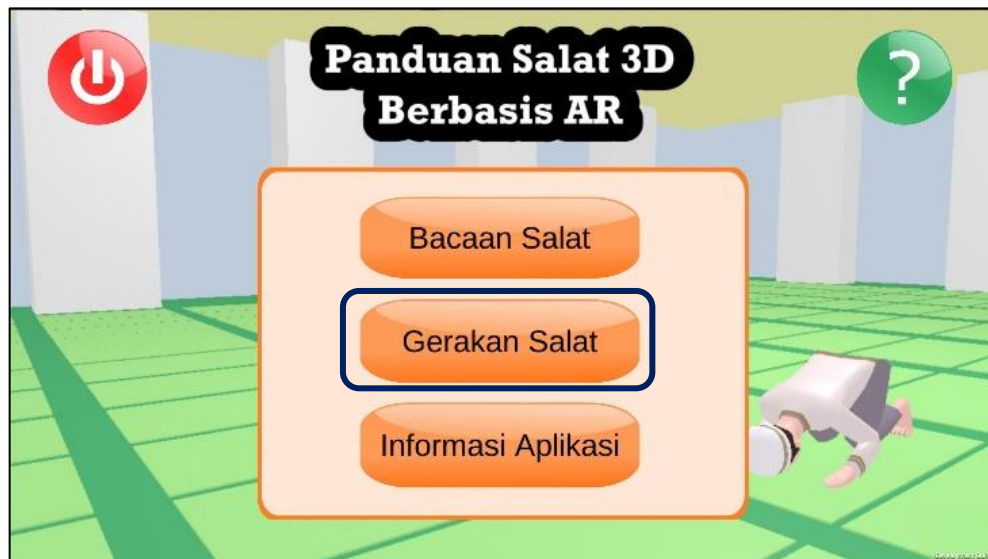 Panduan Salat 3D
Berbasis AR
?
Bacaan Salat
Gerakan Salat
Informasi Aplikasi